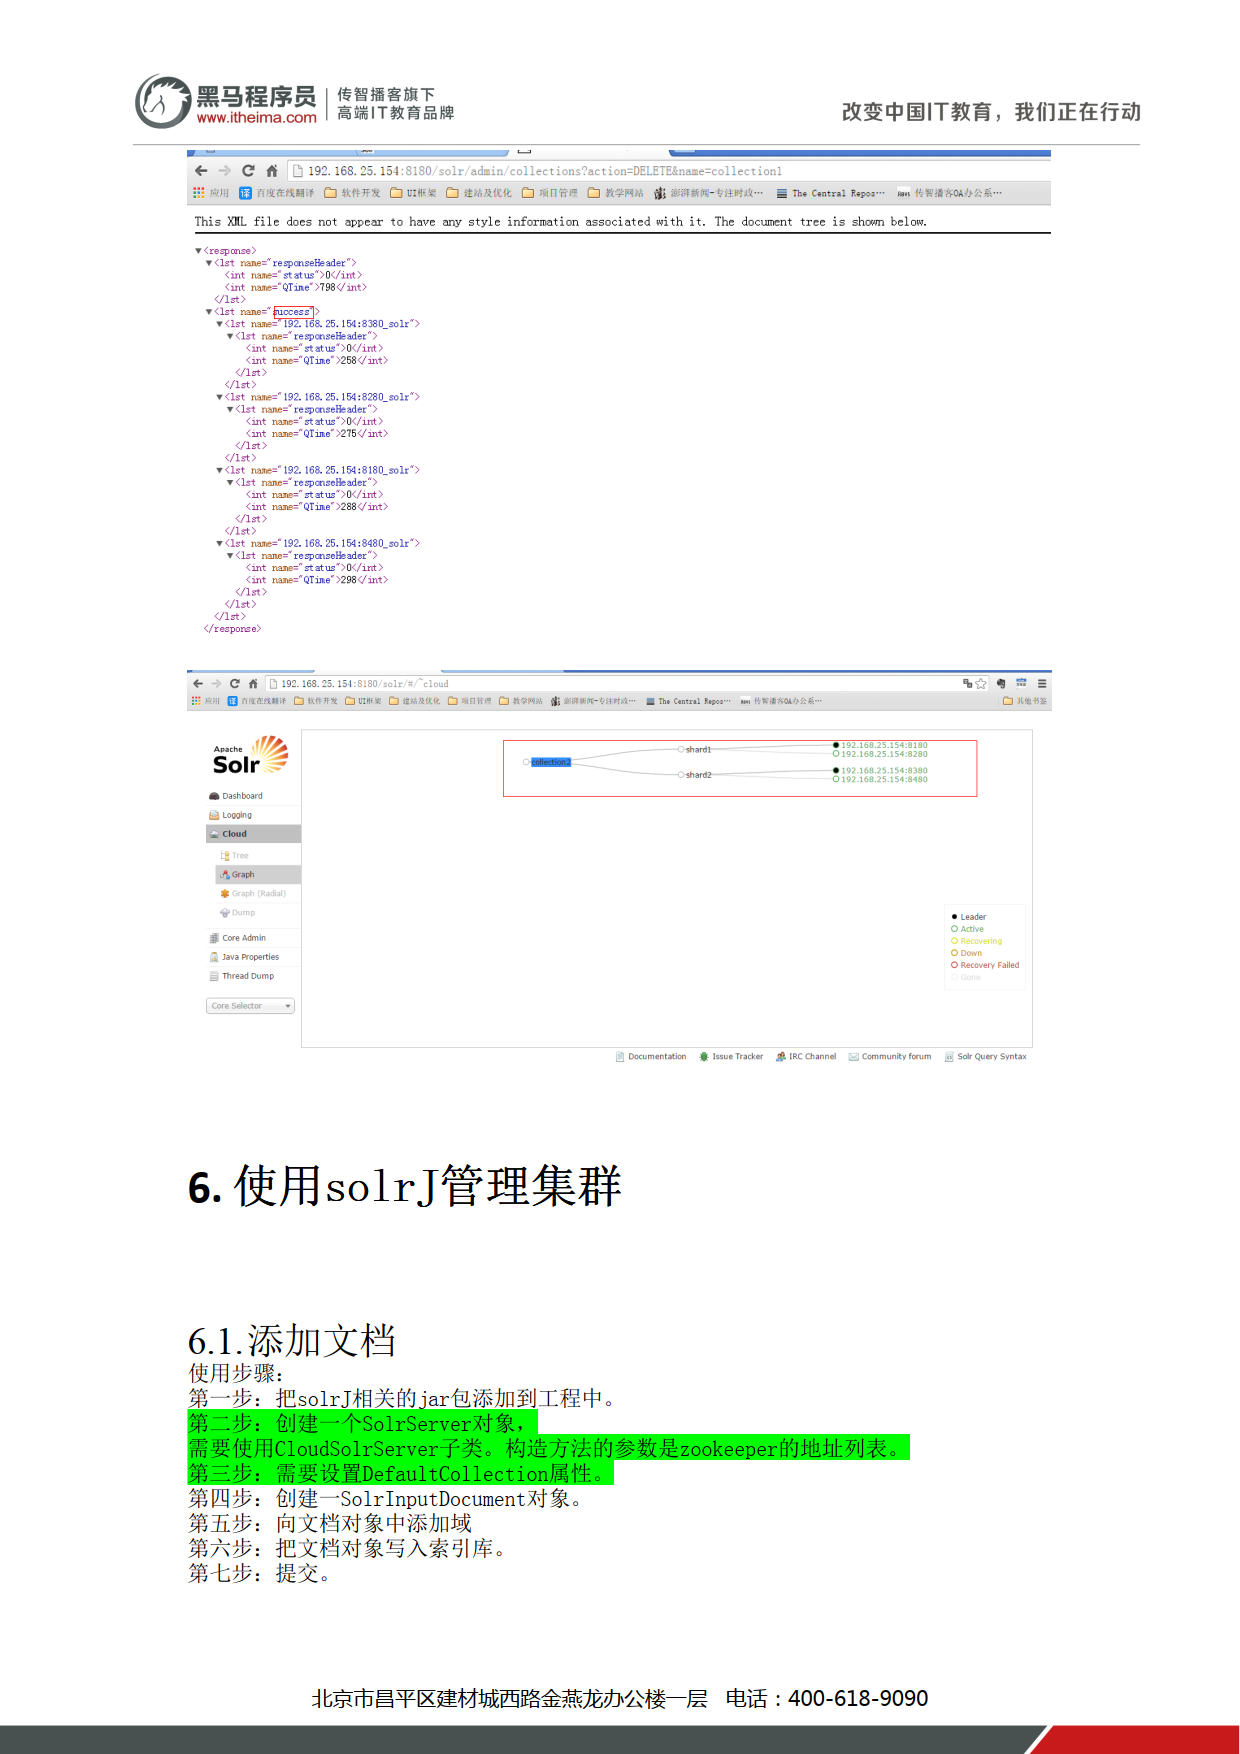 黑马程序员
www.itheima.com
传智播客旗下
高端IT教育品牌
改变中国IT教育，我们正在行动
192.168.25.154:8180/solr/admin/collections?action=DELETE&name=collection1
应用 百度在线翻译 软件开发 UI框架 建站及优化 项目管理 教学网站 澎湃新闻-专注时政… The Central Repos… 传智播客OA办公系…
This XML file does not appear to have any style information associated with it. The document tree is shown below.
▼<response>
▼<lst name="responseHeader">
<int name="status">0</int>
<int name="QTime">798</int>
</lst>
▼<lst name="success">
▼<lst name="192.168.25.154:8380_solr">
▼<lst name="responseHeader">
<int name="status">0</int>
<int name="QTime">258</int>
</lst>
</lst>
▼<lst name="192.168.25.154:8280_solr">
▼<lst name="responseHeader">
<int name="status">0</int>
<int name="QTime">275</int>
</lst>
</lst>
▼<lst name="192.168.25.154:8180_solr">
▼<lst name="responseHeader">
<int name="status">0</int>
<int name="QTime">288</int>
</lst>
</lst>
▼<lst name="192.168.25.154:8480_solr">
▼<lst name="responseHeader">
<int name="status">0</int>
<int name="QTime">298</int>
</lst>
</lst>
</lst>
</response>
192.168.25.154:8180/solr/#/~cloud
应用 百度在线翻译 软件开发 UI框架 建站及优化 项目管理 教学网站 澎湃新闻-专注时政… The Central Repos… 传智播客OA办公系… 其他书签
Apache
Solr
Dashboard
Logging
Cloud
Tree
Graph
Graph (Radial)
Dump
Core Admin
Java Properties
Thread Dump
Core Selector
collection2
shard1
192.168.25.154:8180
192.168.25.154:8280
shard2
192.168.25.154:8380
192.168.25.154:8480
Leader
Active
Recovering
Down
Recovery Failed
Gone
Documentation Issue Tracker IRC Channel Community forum Solr Query Syntax
6. 使用solrJ管理集群
6.1.添加文档
使用步骤：
第一步：把solrJ相关的jar包添加到工程中。
第二步：创建一个SolrServer对象，
需要使用CloudSolrServer子类。构造方法的参数是zookeeper的地址列表。
第三步：需要设置DefaultCollection属性。
第四步：创建一SolrInputDocument对象。
第五步：向文档对象中添加域
第六步：把文档对象写入索引库。
第七步：提交。
北京市昌平区建材城西路金燕龙办公楼一层 电话：400-618-9090